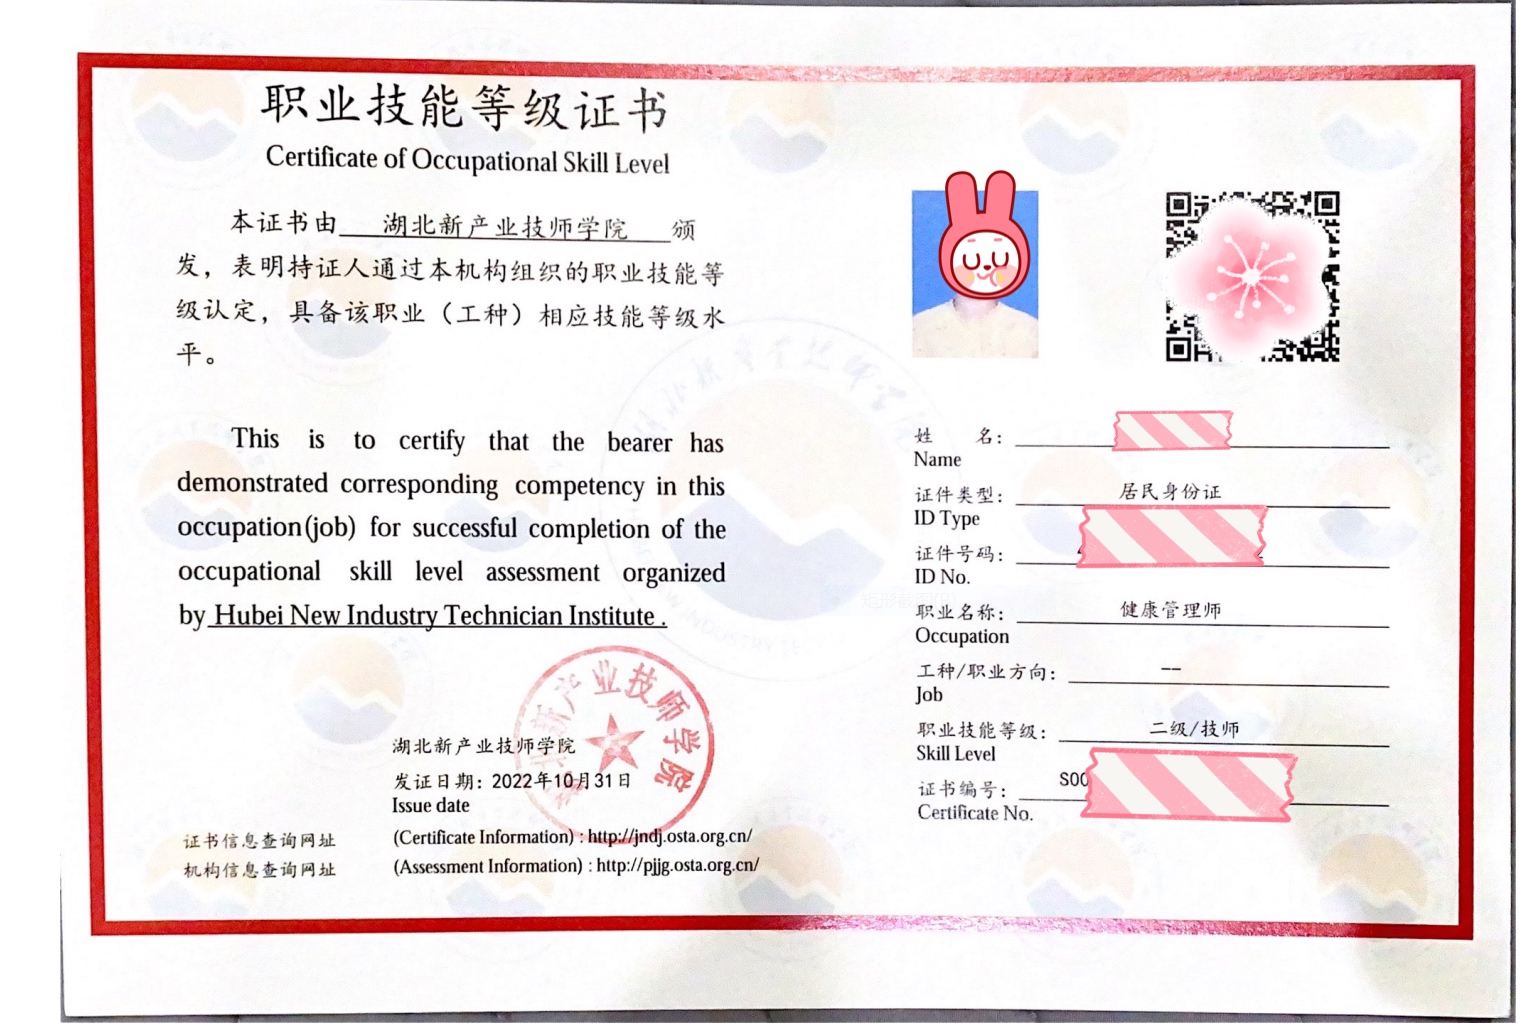 职业技能等级证书
Certificate of Occupational Skill Level
本证书由 湖北新产业技师学院 颁
发，表明持证人通过本机构组织的职业技能等
级认定，具备该职业（工种）相应技能等级水
平。
This is to certify that the bearer has
demonstrated corresponding competency in this
occupation(job) for successful completion of the
occupational skill level assessment organized
by Hubei New Industry Technician Institute .
湖北新产业技师学院
发证日期：2022年10月31日
Issue date
证书信息查询网址 (Certificate Information) : http://jndj.osta.org.cn/
机构信息查询网址 (Assessment Information) : http://pjjg.osta.org.cn/
新产业技师学院
姓 名：
Name
证件类型： 居民身份证
ID Type
证件号码：
ID No.
职业名称： 健康管理师
Occupation
工种/职业方向： --
Job
职业技能等级： 二级/技师
Skill Level
证书编号： S00
Certificate No.